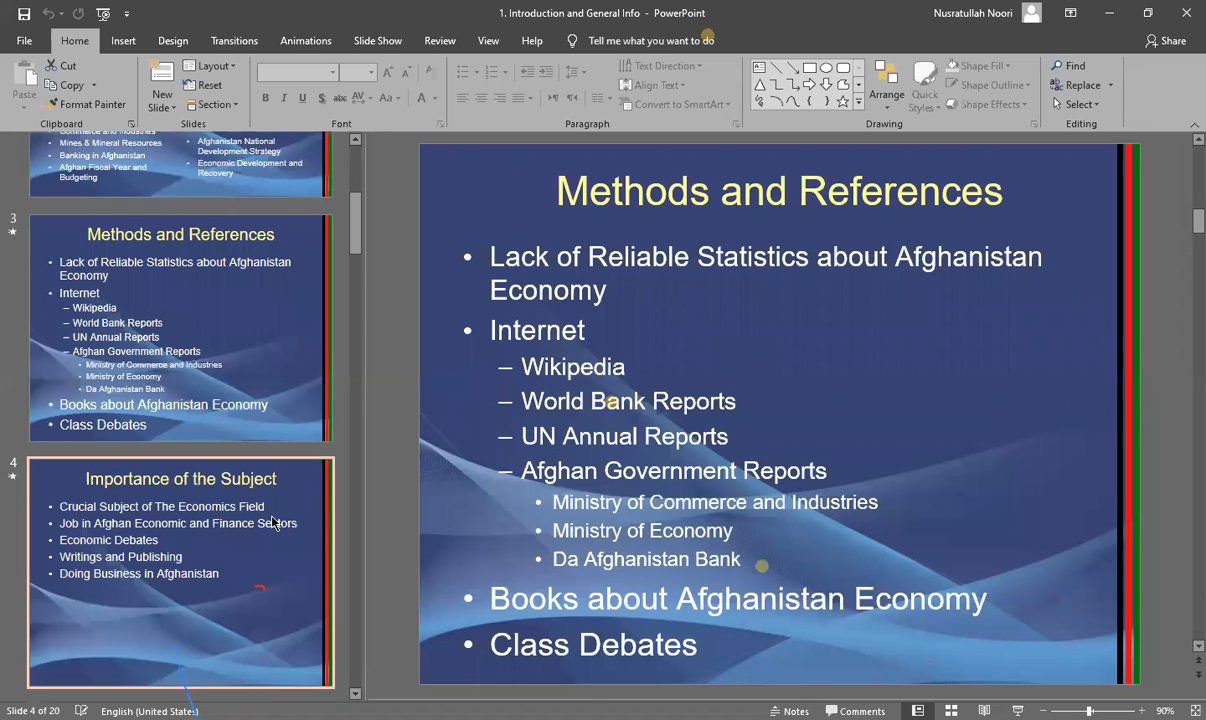 1. Introduction and General Info - PowerPoint
Nusratullah Noori
File Home Insert Design Transitions Animations Slide Show Review View Help Tell me what you want to do
Share
Paste
Cut
Copy
Format Painter
Clipboard
New Slide
Layout
Reset
Section
Slides
Font
Text Direction
Align Text
Convert to SmartArt
Paragraph
Arrange
Quick Styles
Shape Fill
Shape Outline
Shape Effects
Drawing
Find
Replace
Select
Editing
Commerce and Industries
Mines & Mineral Resources
Banking in Afghanistan
Afghan Fiscal Year and
Budgeting
Afghanistan National
Development Strategy
Economic Development and
Recovery
3
Methods and References
• Lack of Reliable Statistics about Afghanistan
Economy
• Internet
– Wikipedia
– World Bank Reports
– UN Annual Reports
– Afghan Government Reports
• Ministry of Commerce and Industries
• Ministry of Economy
• Da Afghanistan Bank
• Books about Afghanistan Economy
• Class Debates
4
Importance of the Subject
• Crucial Subject of The Economics Field
• Job in Afghan Economic and Finance Sectors
• Economic Debates
• Writings and Publishing
• Doing Business in Afghanistan
Methods and References
• Lack of Reliable Statistics about Afghanistan
Economy
• Internet
– Wikipedia
– World Bank Reports
– UN Annual Reports
– Afghan Government Reports
• Ministry of Commerce and Industries
• Ministry of Economy
• Da Afghanistan Bank
• Books about Afghanistan Economy
• Class Debates
Slide 4 of 20
English (United States)
Notes
Comments
90%